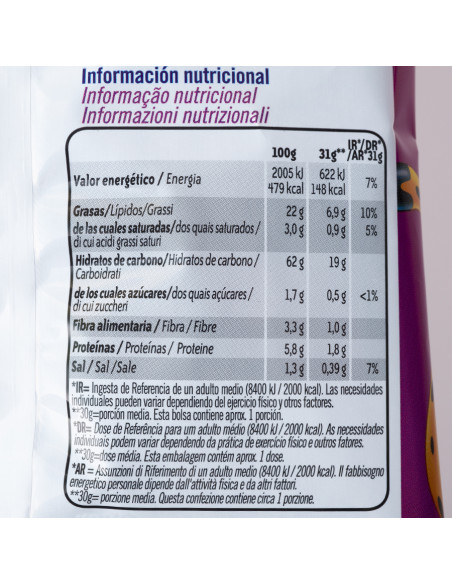 Información nutricional
Informação nutricional
Informazioni nutrizionali
100g 31g** IR*/DR*/AR*31g
Valor energético / Energia 2005 kJ 479 kcal 622 kJ 148 kcal 7%
Grasas/Lípidos/Grassi 22 g 6,9 g 10%
de las cuales saturadas/dos quais saturados/ 3,0 g 0,9 g 5%
di cui acidi grassi saturi
Hidratos de carbono/Hidratos de carbono/ 62 g 19 g
Carboidrati
de los cuales azúcares/dos quais açúcares/ 1,7 g 0,5 g <1%
di cui zuccheri
Fibra alimentaria / Fibra / Fibre 3,3 g 1,0 g
Proteínas / Proteínas / Proteine 5,8 g 1,8 g
Sal / Sal /Sale 1,3 g 0,39 g 7%
*IR= Ingesta de Referencia de un adulto medio (8400 kJ / 2000 kcal). Las necesidades
individuales pueden variar dependiendo del ejercicio físico y otros factores.
**30g=porción media. Esta bolsa contiene aprox. 1 porción.
*DR= Dose de Referência para um adulto médio (8400 kJ / 2000 kcal). As necessidades
individuais podem variar dependendo da prática de exercício físico e outros fatores.
**30g=dose média. Esta embalagem contém aprox. 1 dose.
*AR = Assunzioni di Riferimento di un adulto medio (8400 kJ / 2000 kcal). Il fabbisogno
energetico personale dipende dall'attività fisica e da altri fattori.
**30g= porzione media. Questa confezione contiene circa 1 porzione.